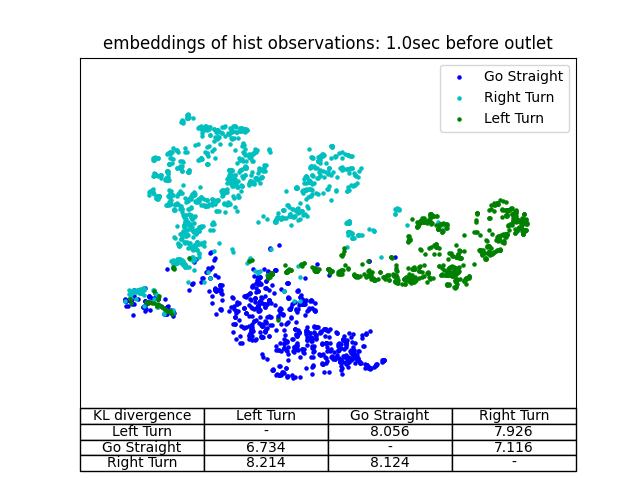 embeddings of hist observations: 1.0sec before outlet
Go Straight
Right Turn
Left Turn
KL divergence Left Turn Go Straight Right Turn
Left Turn - 8.056 7.926
Go Straight 6.734 - 7.116
Right Turn 8.214 8.124 -